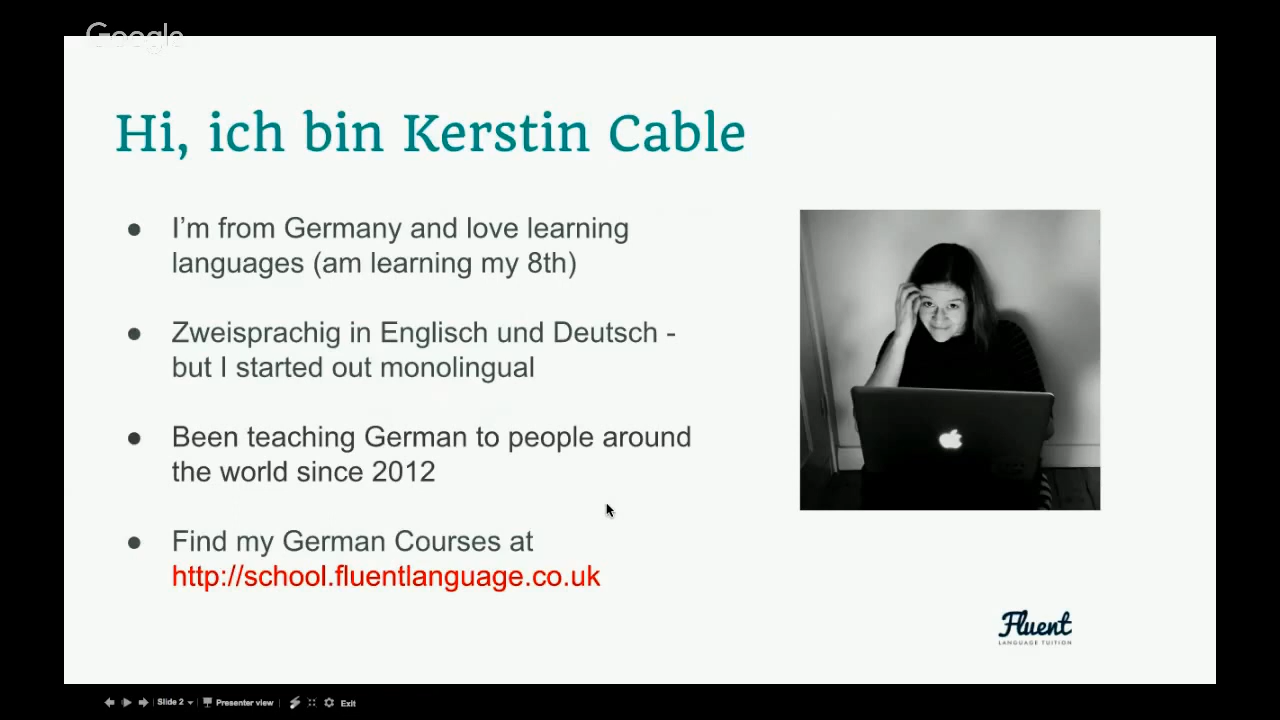 Google
Hi, ich bin Kerstin Cable
● I’m from Germany and love learning
languages (am learning my 8th)
● Zweisprachig in Englisch und Deutsch -
but I started out monolingual
● Been teaching German to people around
the world since 2012
● Find my German Courses at
http://school.fluentlanguage.co.uk
Fluent
LANGUAGE TUITION
Slide 2 Presenter view Exit